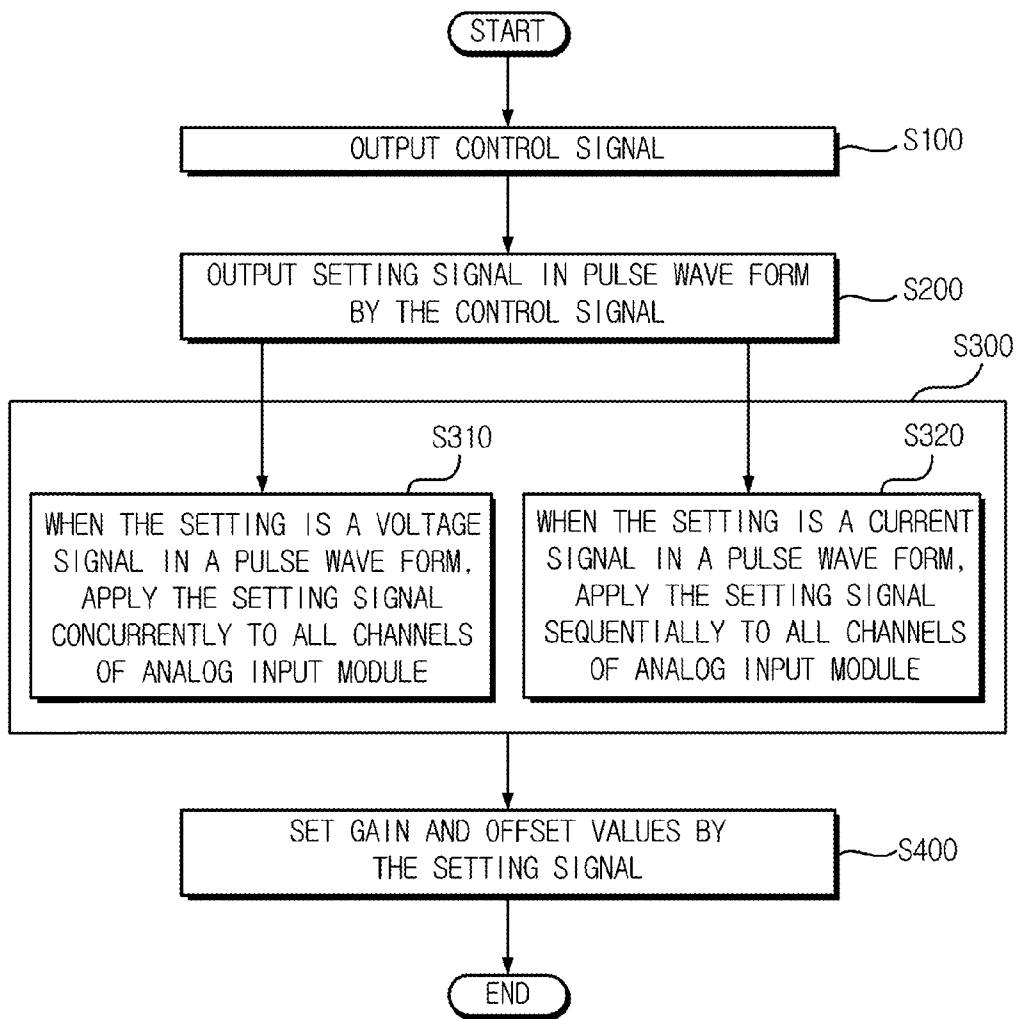 START
OUTPUT CONTROL SIGNAL
S100
OUTPUT SETTING SIGNAL IN PULSE WAVE FORM
BY THE CONTROL SIGNAL
S200
S300
S310
WHEN THE SETTING IS A VOLTAGE
SIGNAL IN A PULSE WAVE FORM,
APPLY THE SETTING SIGNAL
CONCURRENTLY TO ALL CHANNELS
OF ANALOG INPUT MODULE
S320
WHEN THE SETTING IS A CURRENT
SIGNAL IN A PULSE WAVE FORM,
APPLY THE SETTING SIGNAL
SEQUENTIALLY TO ALL CHANNELS
OF ANALOG INPUT MODULE
SET GAIN AND OFFSET VALUES BY
THE SETTING SIGNAL
S400
END